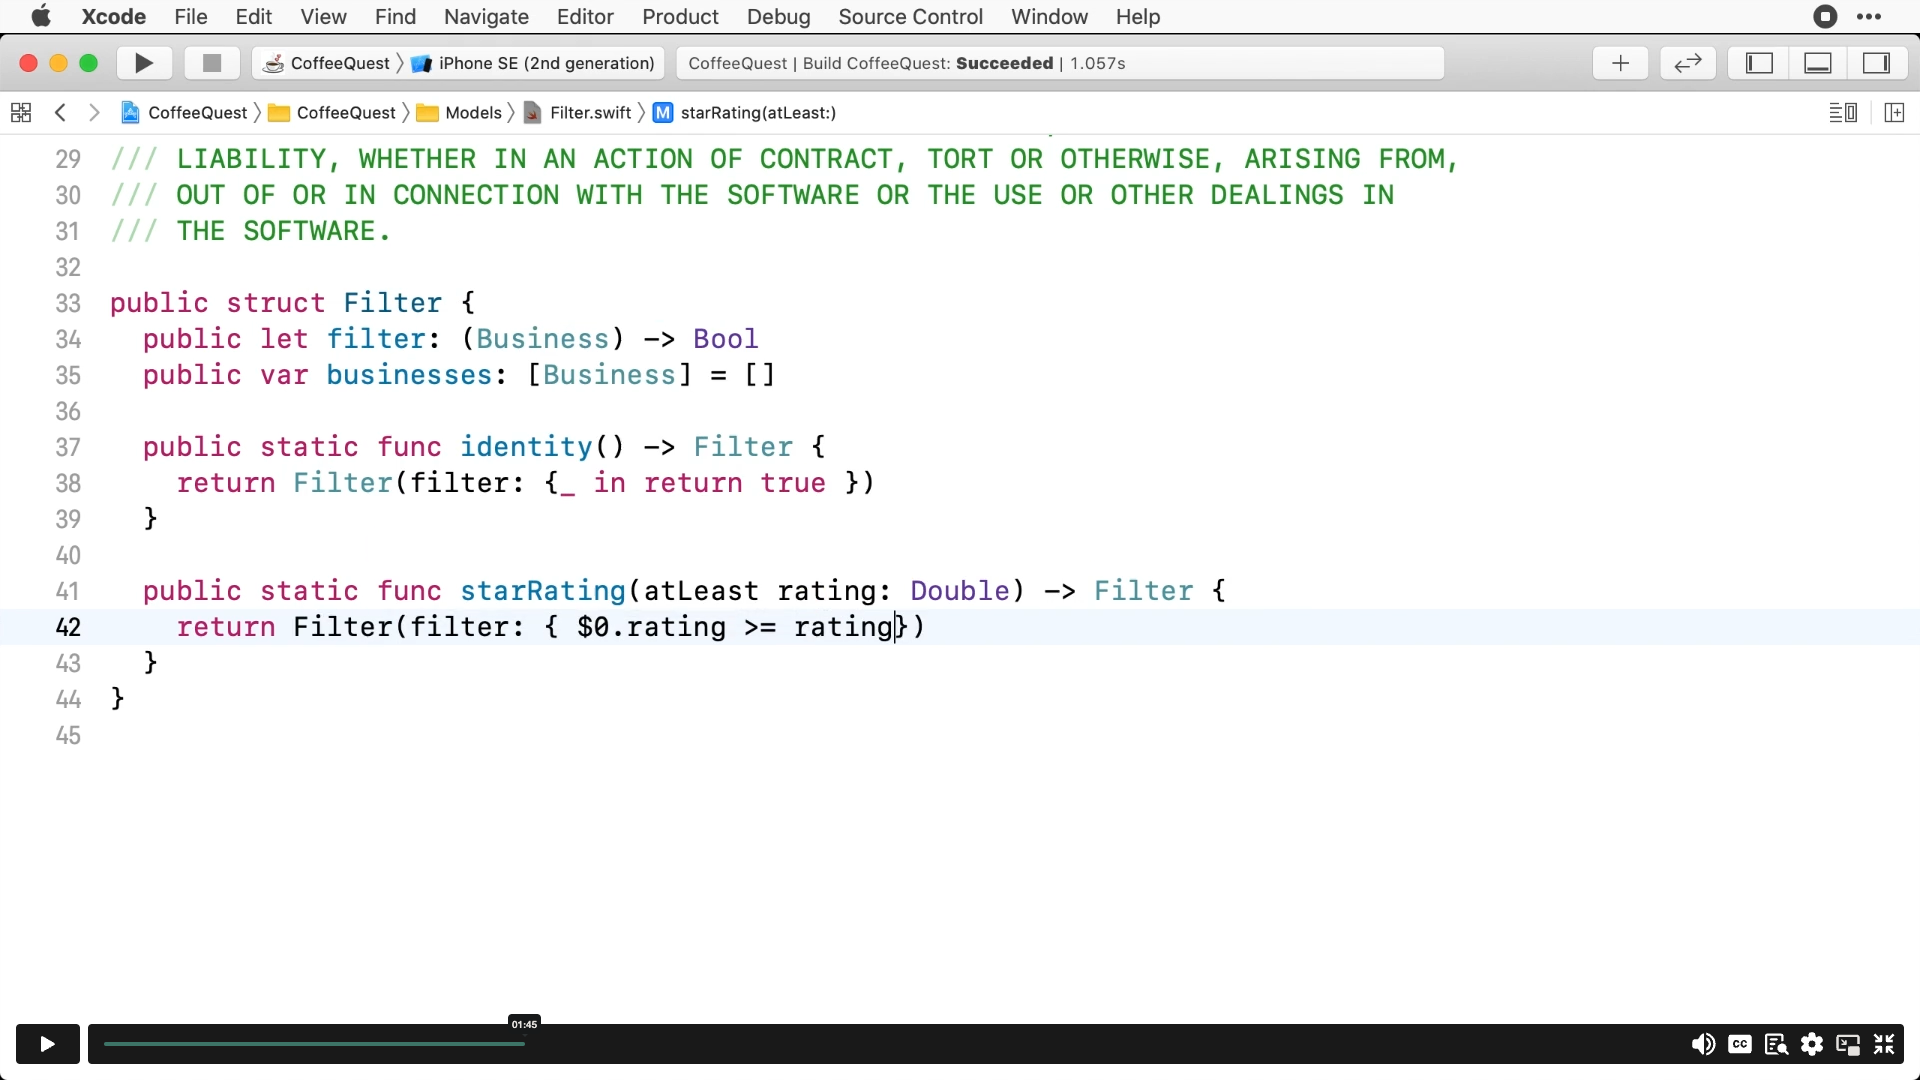 Xcode File Edit View Find Navigate Filter Editor Product Debug Source Control Window Help
CoffeeQuest 〉 iPhone SE (2nd generation) CoffeeQuest | Build CoffeeQuest: Succeeded | 1.057s
CoffeeQuest 〉 CoffeeQuest 〉 Models 〉 Filter.swift 〉 M starRating(atLeast:)
29 /// LIABILITY, WHETHER IN AN ACTION OF CONTRACT, TORT OR OTHERWISE, ARISING FROM,
30 /// OUT OF OR IN CONNECTION WITH THE SOFTWARE OR THE USE OR OTHER DEALINGS IN
31 /// THE SOFTWARE.
32
33 public struct Filter {
34 public let filter: (Business) -> Bool
35 public var businesses: [Business] = []
36
37 public static func identity() -> Filter {
38 return Filter(filter: {_ in return true })
39 }
40
41 public static func starRating(atLeast rating: Double) -> Filter {
42 return Filter(filter: { $0.rating >= rating})
43 }
44 }
45
01:45
CC